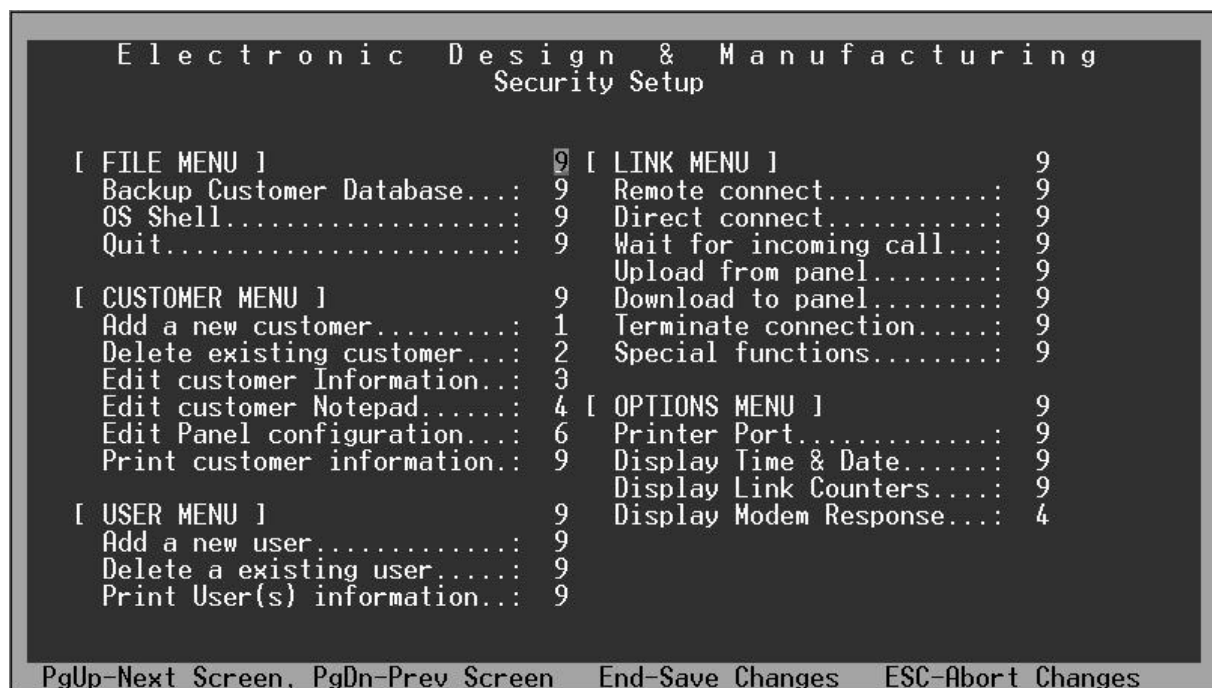 Electronic Design & Manufacturing
Security Setup
[ FILE MENU ] 9
Backup Customer Database...: 9
OS Shell.....................: 9
Quit.........................: 9
[ CUSTOMER MENU ] 9
Add a new customer.........: 1
Delete existing customer...: 2
Edit customer Information..: 3
Edit customer Notepad......: 4
Edit Panel configuration...: 6
Print customer information.: 9
[ USER MENU ] 9
Add a new user.............: 9
Delete a existing user.....: 9
Print User(s) information..: 9
[ LINK MENU ] 9
Remote connect............: 9
Direct connect............: 9
Wait for incoming call...: 9
Upload from panel........: 9
Download to panel........: 9
Terminate connection.....: 9
Special functions........: 9
[ OPTIONS MENU ] 9
Printer Port..............: 9
Display Time & Date......: 9
Display Link Counters....: 9
Display Modem Response...: 4
PgUp-Next Screen, PgDn-Prev Screen End-Save Changes ESC-Abort Changes